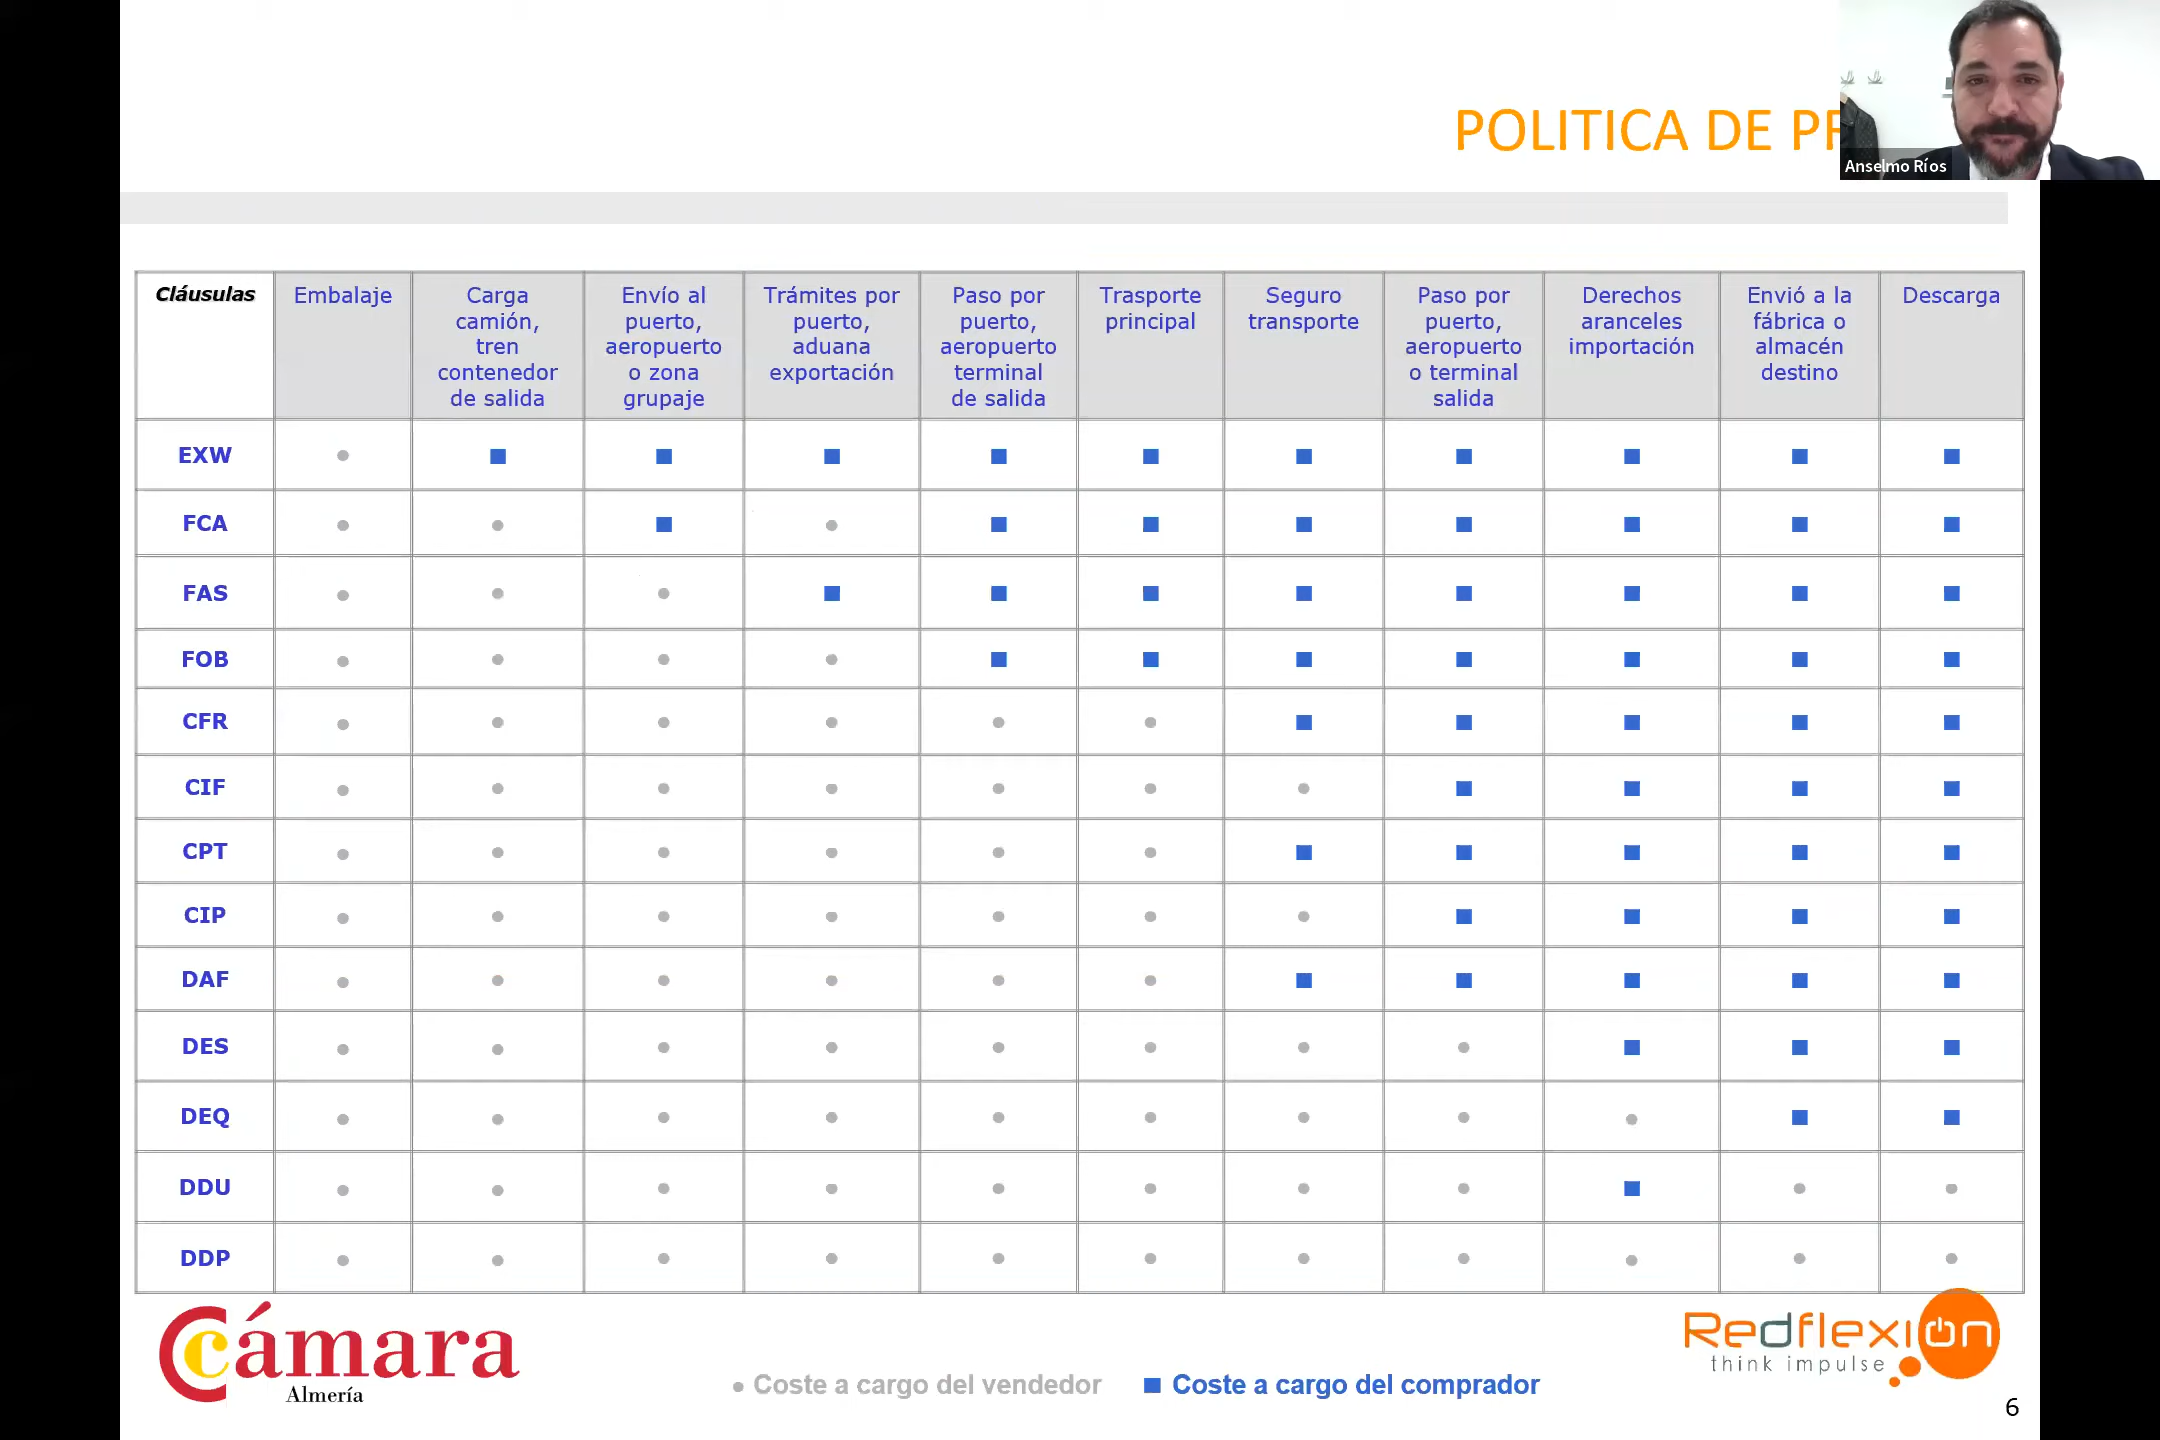 POLITICA DE
Anselmo Ríos
Cláusulas
Embalaje
Carga
camión,
tren
contenedor
de salida
Envío al
puerto,
aeropuerto
o zona
grupaje
Trámites por
puerto,
aduana
exportación
Paso por
puerto,
aeropuerto
terminal
de salida
Trasporte
principal
Seguro
transporte
Paso por
puerto,
aeropuerto
o terminal
salida
Derechos
aranceles
importación
Envió a la
fábrica o
almacén
destino
Descarga
EXW
FCA
FAS
FOB
CFR
CIF
CPT
CIP
DAF
DES
DEQ
DDU
DDP
Cámara
Almería
Coste a cargo del vendedor
Coste a cargo del comprador
Redflexión
think impulse
6